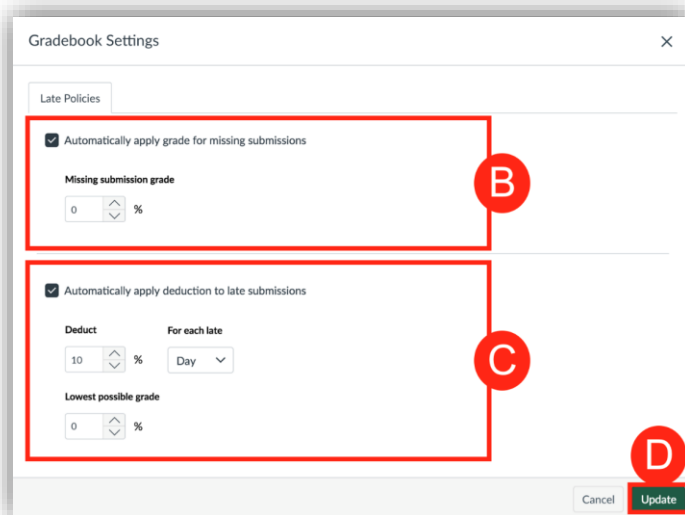 Gradebook Settings
Late Policies
Automatically apply grade for missing submissions
Missing submission grade
0 %
B
Automatically apply deduction to late submissions
Deduct For each late
10 % Day
C
Lowest possible grade
0 %
D
Cancel Update